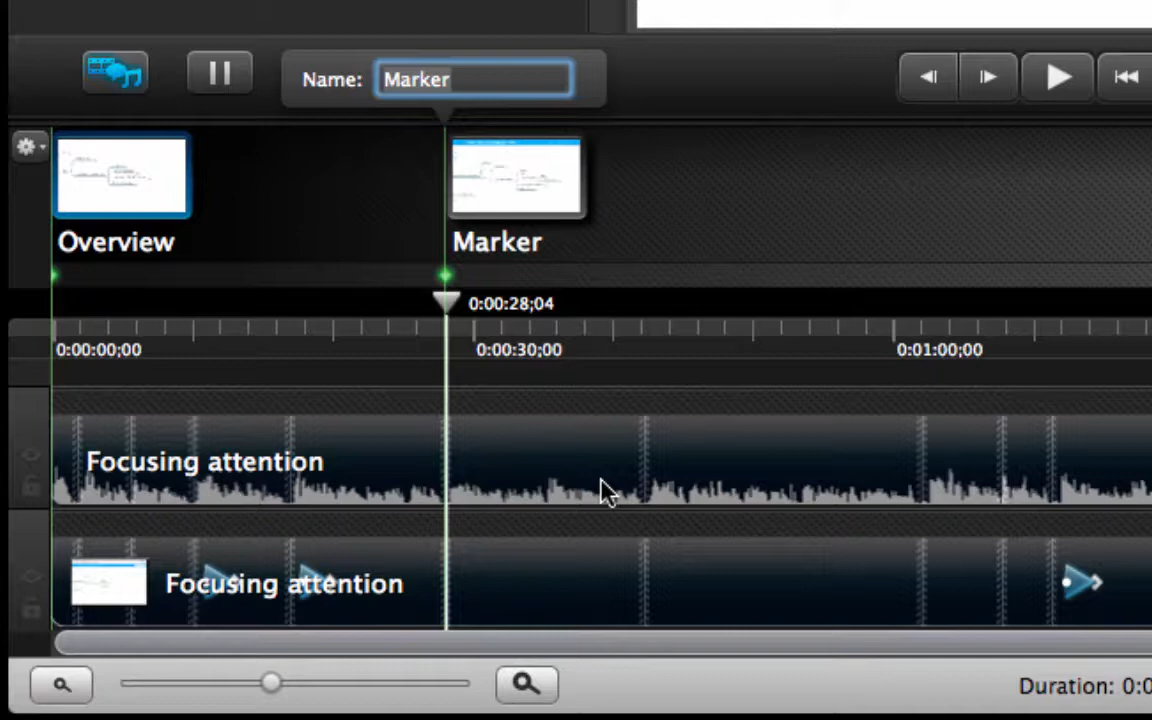 Name: Marker
Overview
Marker
0:00:28;04
0:00:00;00
0:00:30;00
0:01:00;00
Focusing attention
Focusing attention
Duration: 0:0